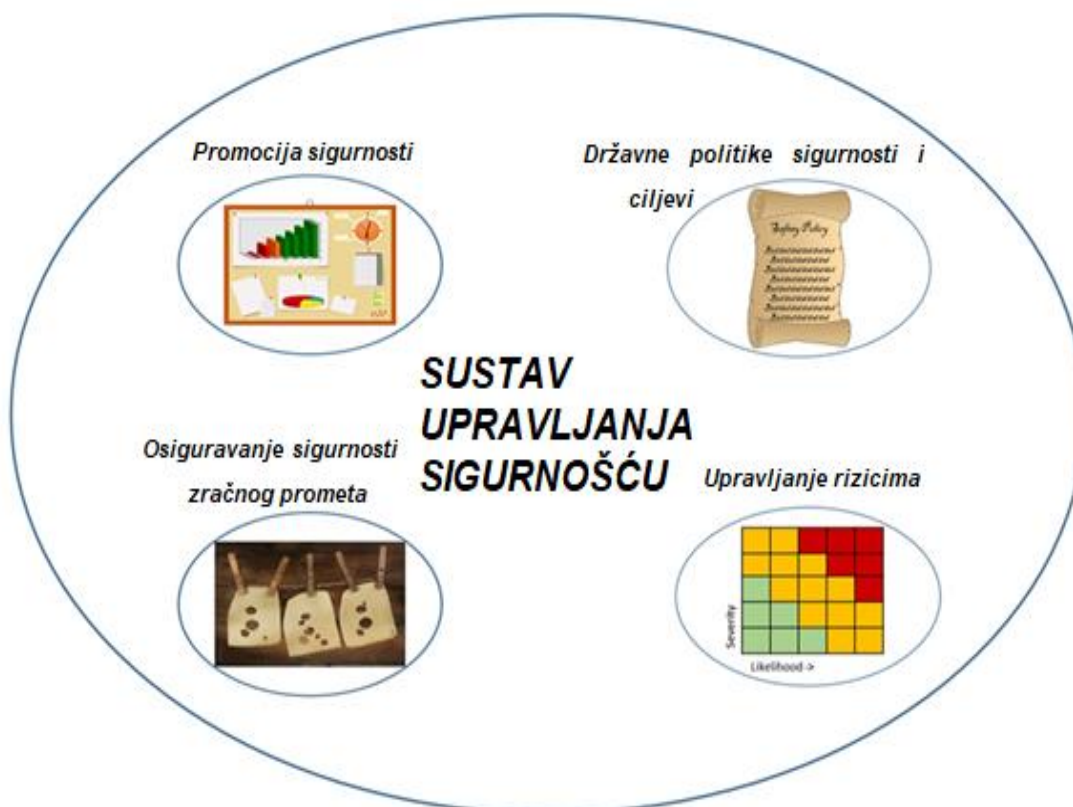 Promocija sigurnosti
Državne politike sigurnosti i
ciljevi
Safety Policy
SUSTAV
UPRAVLJANJA
SIGURNOŠĆU
Osiguravanje sigurnosti
zračnog prometa
Upravljanje rizicima
Severity
Likelihood ->